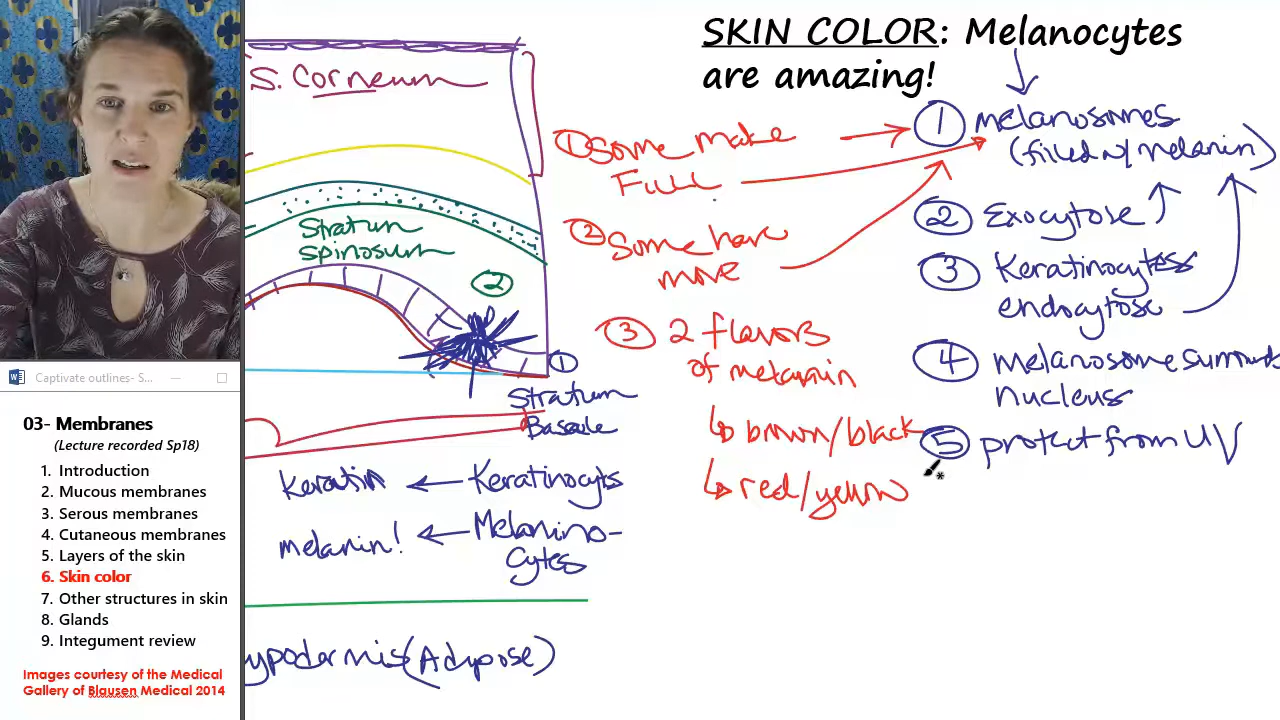 SKIN COLOR: Melanocytes
are amazing!
S. Corneum
Stratum
spinosum
2
1
Stratum
Basale
Keratin ← Keratinocyts
melanin! ← Melanino-
cytes
ypodermis (Adipose)
① Some make
Full
② Some have
more
③ 2 flavors
of melanin
↳ brown/black
↳ red/yellow
① melanosomes
(filled w/ melanin)
② Exocytose
③ Keratinocytes
endocytose
④ melanosome surrounds
nucleus
⑤ protect from UV
Captivate outlines- S...
03- Membranes
(Lecture recorded Sp18)
1. Introduction
2. Mucous membranes
3. Serous membranes
4. Cutaneous membranes
5. Layers of the skin
6. Skin color
7. Other structures in skin
8. Glands
9. Integument review
Images courtesy of the Medical
Gallery of Blausen Medical 2014